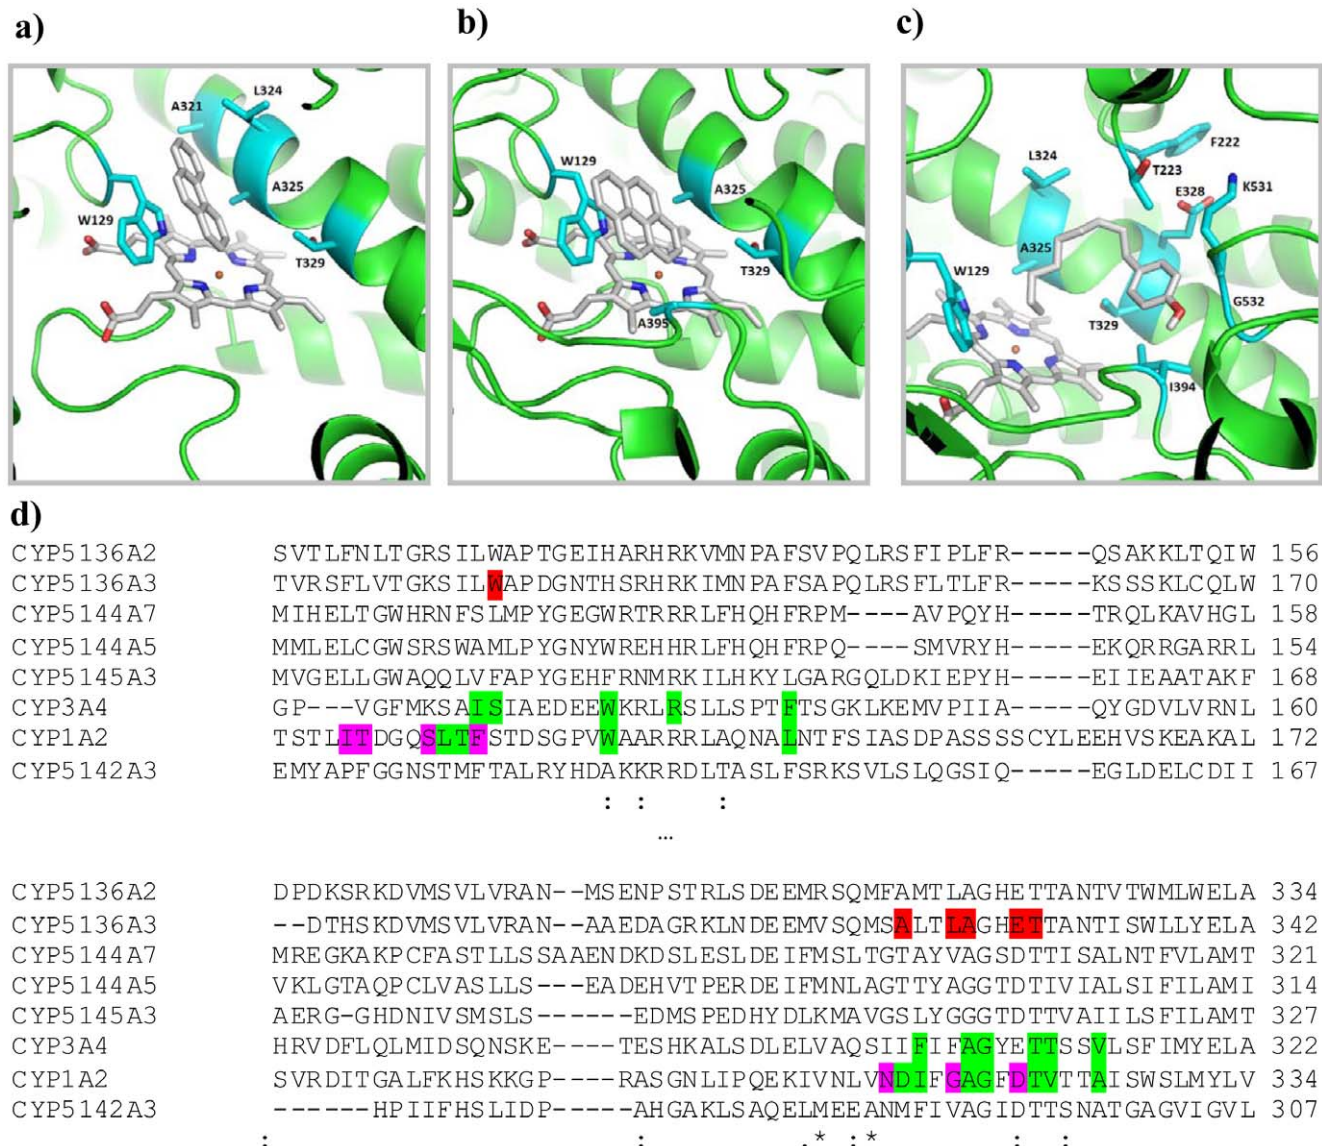 a)
b)
c)
L324
A321
W129
A325
T329
W129
A325
T329
A395
L324
F222
T223
E328
K531
A325
W129
T329
G532
I394
d)
CYP5136A2 SVTLFNLTGRSILWAPTGEIHARHRKVMNPAFSVPQLRSFIPLFR-----QSAKKLTQIW 156
CYP5136A3 TVRSFLVTGKSILWAPDGNTHSRHRKIMNPAFSAPQLRSFLTLFR-----KSSSKLCQLW 170
CYP5144A7 MIHELTGWHRNFSLMPYGEGWRTRRRLFHQHFRPM----AVPQYH-----TRQLKAVHGL 158
CYP5144A5 MMLELCGWSRSWAMLPYGNYWREHHRLFHQHFRPQ----SMVRYH-----EKQRRGARRL 154
CYP5145A3 MVGELLGWAQQLVFAPYGEHFRNMRKILHKYLGARGQLDKIEPYH-----EIIEAATAKF 168
CYP3A4 GP---VGFMKSAISIAEDEEWKRLRSLLSPTFTSGKLKEMVPIIA-----QYGDVLVRNL 160
CYP1A2 TSTLITDGQSLTFSTDSGPVWAARRRLAQNALNTFSIASDPASSSSCYLEEHVSKEAKAL 172
CYP5142A3 EMYAPFGGNSTMFTALRYHDAKKRRDLTASLFSRKSVLSLQGSIQ-----EGLDELCDII 167
: : :
...
CYP5136A2 DPDKSRKDVMSVLVRAN--MSENPSTRLSDEEMRSQMFAMTLAGHETTANTVTWMLWELA 334
CYP5136A3 --DTHSKDVMSVLVRAN--AAEDAGRKLNDEEMVSQMSALTLAGHETTANTISWLLYELA 342
CYP5144A7 MREGKAKPCFASTLLSSAAENDKDSLESLDEIFMSLTGTAYVAGSDTTISALNTFVLAMT 321
CYP5144A5 VKLGTAQPCLVASLLS---EADEHVTPERDEIFMNLAGTTYAGGTDTIVIALSIFILAMI 314
CYP5145A3 AERG-GHDNIVSMSLS-----EDMSPEDHYDLKMAVGSLYGGGTDTTVAIILSFILAMT 327
CYP3A4 HRVDFLQLMIDSQNSKE----TESHKALSDLELVAQSIIFIFAGYETTSSVLSFIMYELA 322
CYP1A2 SVRDITGALFKHSKKGP----RASGNLIPQEKIVNLVNDIFGAGFDTVTTAISWSLMYLV 334
CYP5142A3 ------HPIIFHSLIDP----AHGAKLSAQELMEEANMFIVAGIDTTSNATGAGVIGVL 307
: : .* :* : :